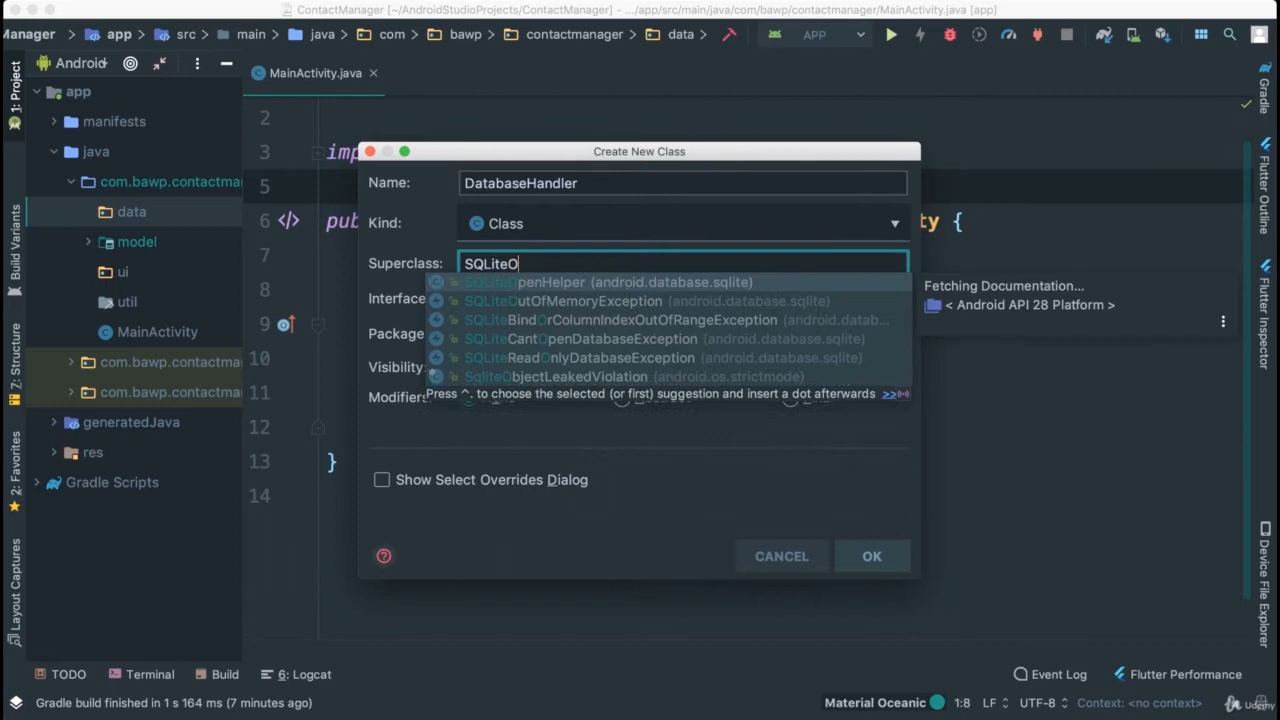 ContactManager [~/AndroidStudioProjects/ContactManager] - .../app/src/main/java/com/bawp/contactmanager/MainActivity.java [app]
Manager app src main java com bawp contactmanager data APP
1: Project
Android
MainActivity.java
app
manifests
java
com.bawp.contactma
data
model
ui
util
MainActivity
com.bawp.contactma
com.bawp.contactma
generatedJava
res
Gradle Scripts
Build Variants
7: Structure
2: Favorites
Layout Captures
2
3 imp
5
6 pub ty {
7
8
9
10
11
12
13 }
14
Create New Class
Name: DatabaseHandler
Kind: Class
Superclass: SQLiteO
SQLiteOpenHelper (android.database.sqlite)
SQLiteOutOfMemoryException (android.database.sqlite)
SQLiteBindOrColumnIndexOutOfRangeException (android.datab...
SQLiteCantOpenDatabaseException (android.database.sqlite)
SQLiteReadOnlyDatabaseException (android.database.sqlite)
SqliteObjectLeakedViolation (android.os.strictmode)
Press ^. to choose the selected (or first) suggestion and insert a dot afterwards >>
Interface
Package
Visibility:
Modifiers:
Show Select Overrides Dialog
CANCEL OK
Fetching Documentation...
< Android API 28 Platform >
Gradle
Flutter Inspector
Flutter Outline
Device File Explorer
TODO Terminal Build 6: Logcat Event Log Flutter Performance
Gradle build finished in 1 s 164 ms (7 minutes ago) Material Oceanic 1:8 LF UTF-8 Context: <no context>
Udemy